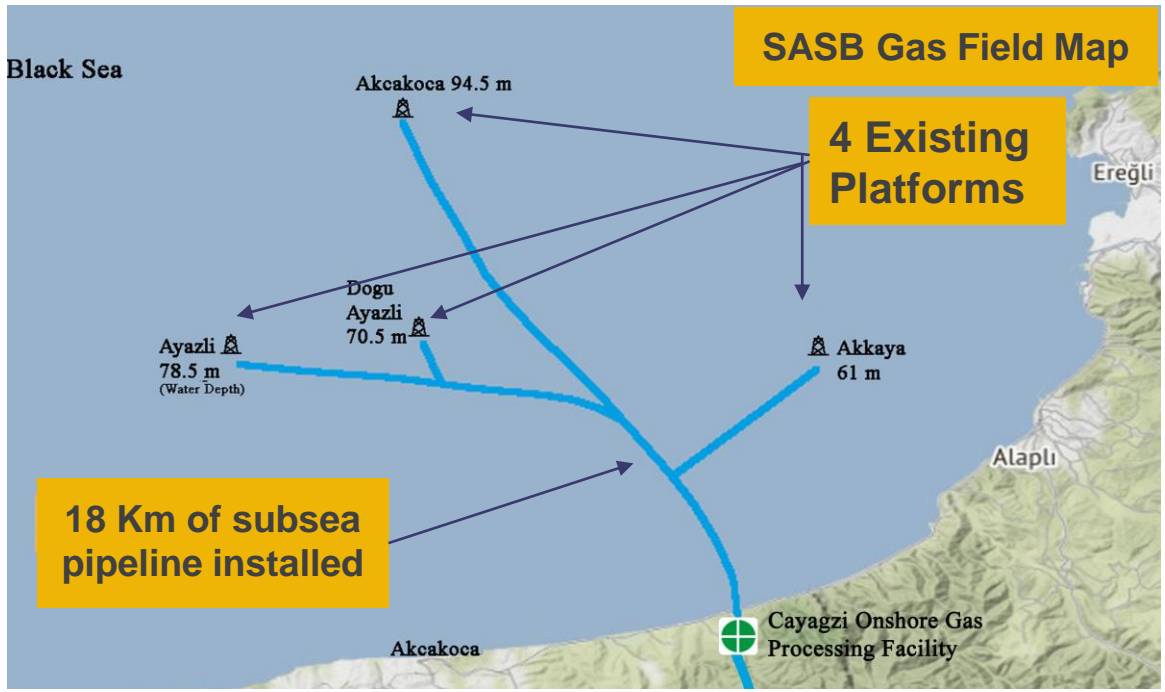 SASB Gas Field Map
Black Sea
Akcakoca 94.5 m
4 Existing
Platforms
Ereğli
Dogu
Ayazli
70.5 m
Ayazli
78.5 m
(Water Depth)
Akkaya
61 m
Alaplı
18 Km of subsea
pipeline installed
Cayagzi Onshore Gas
Processing Facility
Akcakoca